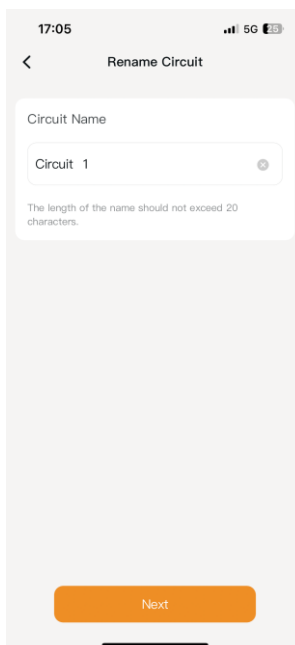 17:05 5G 25
Rename Circuit
Circuit Name
Circuit 1
The length of the name should not exceed 20
characters.
Next